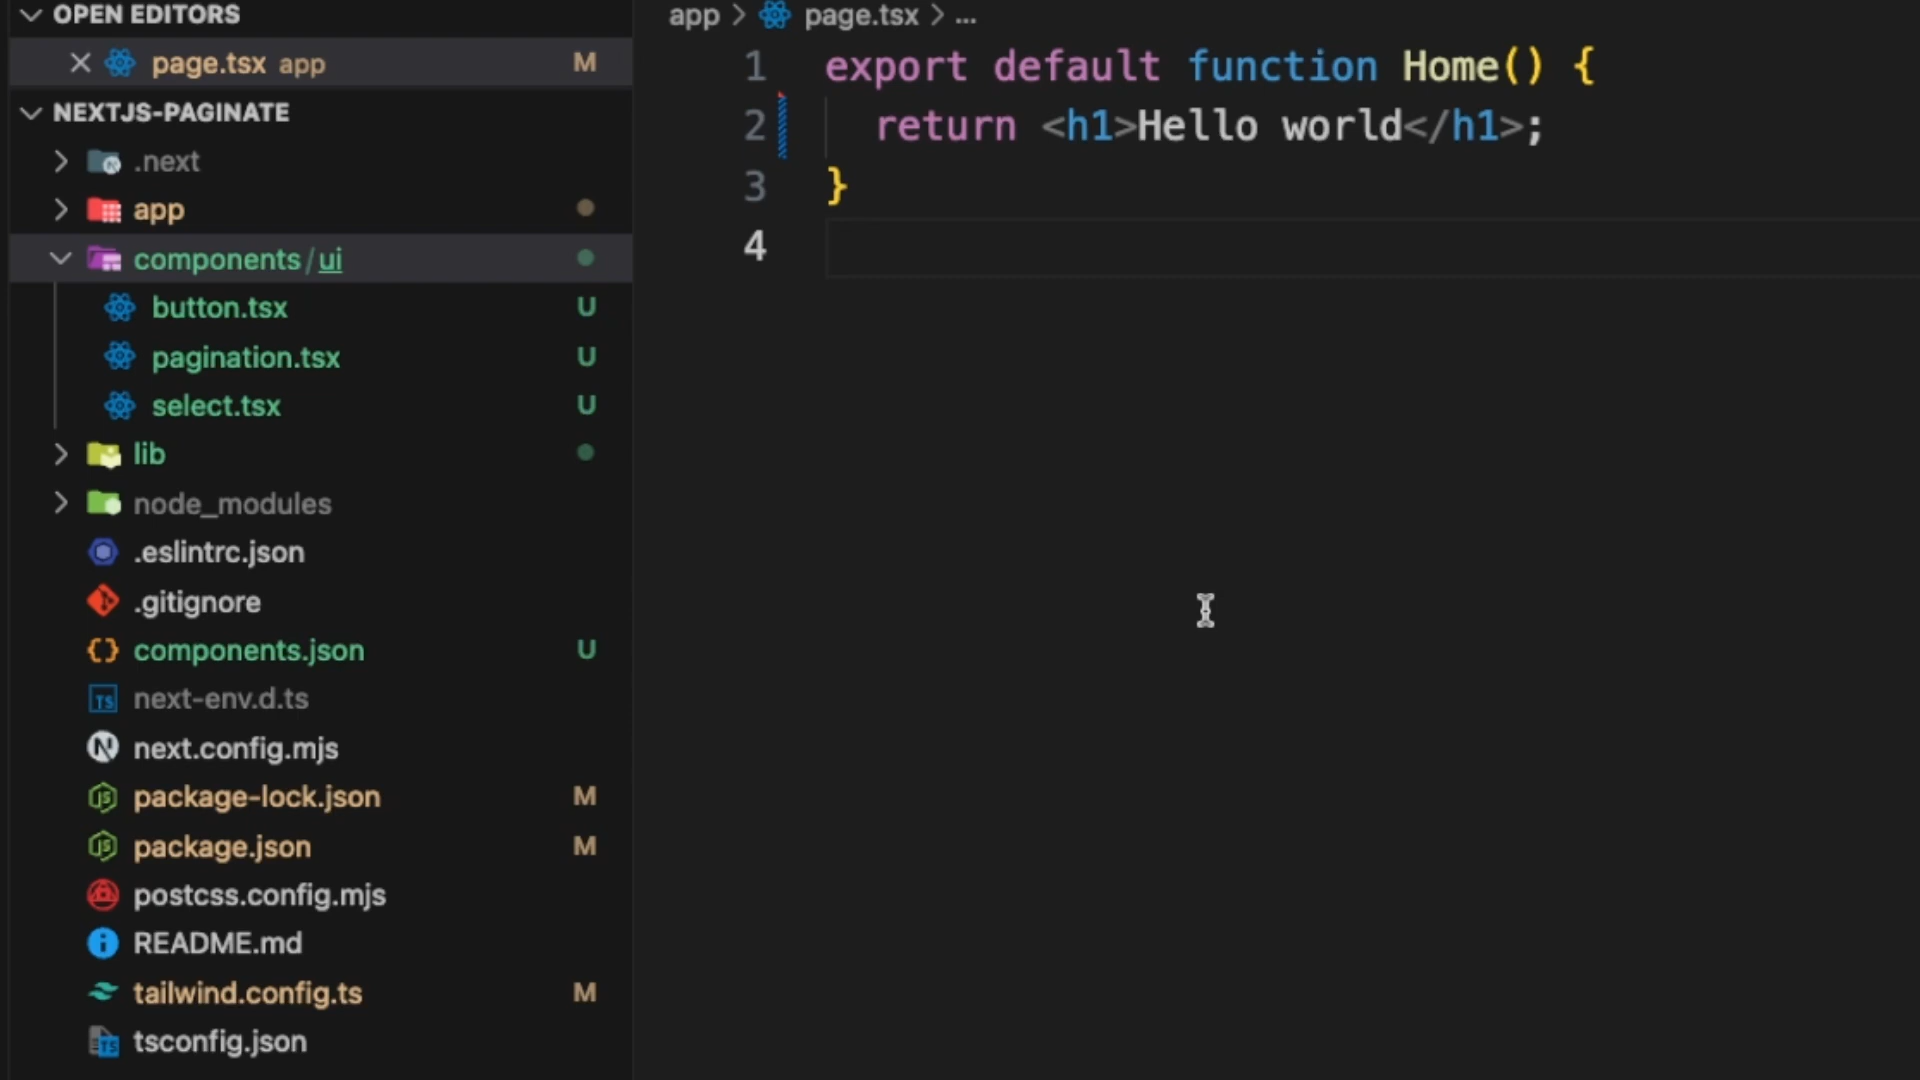 OPEN EDITORS
page.tsx app M
NEXTJS-PAGINATE
.next
app
components/ui
button.tsx U
pagination.tsx U
select.tsx U
lib
node_modules
.eslintrc.json
.gitignore
components.json U
next-env.d.ts
next.config.mjs
package-lock.json M
package.json M
postcss.config.mjs
README.md
tailwind.config.ts M
tsconfig.json
app > page.tsx > ...
1 export default function Home() {
2 return <h1>Hello world</h1>;
3 }
4